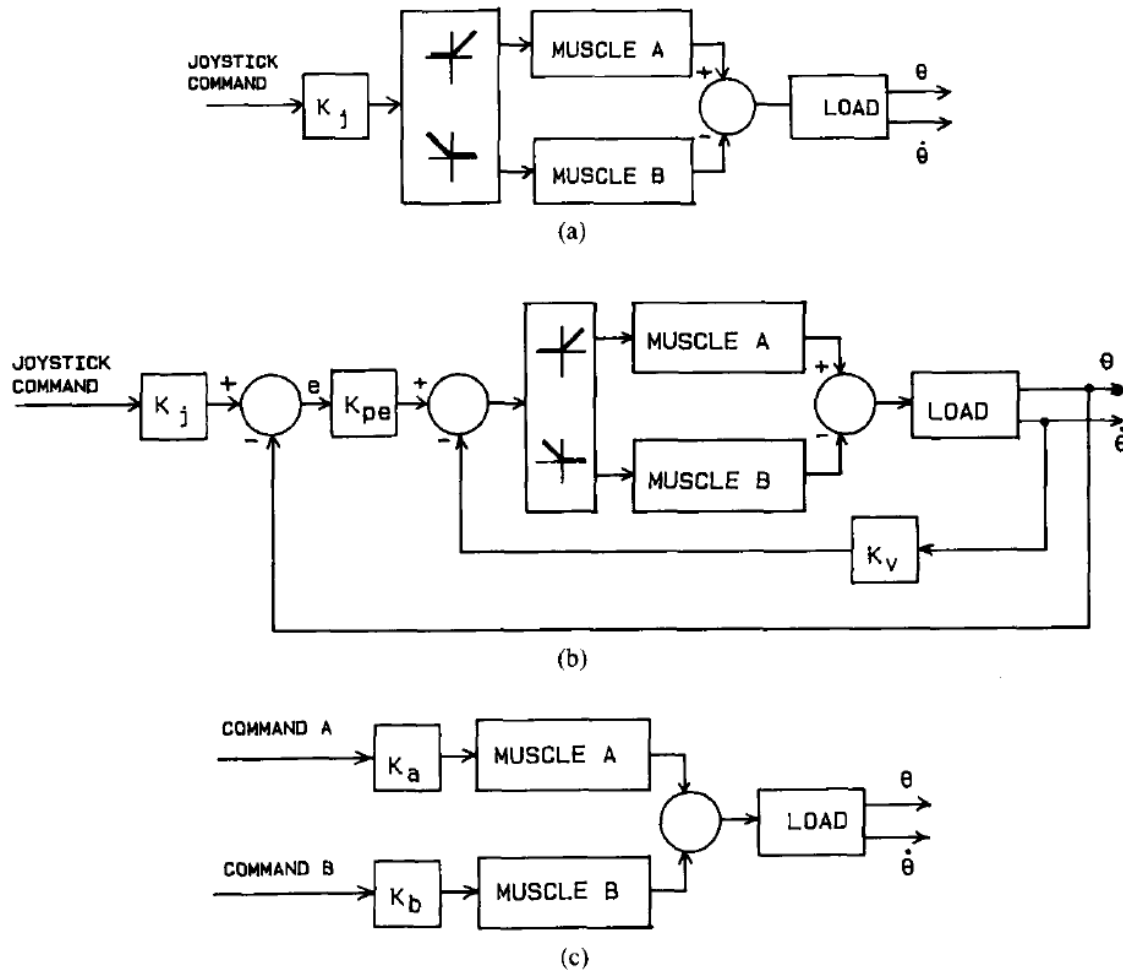 JOYSTICK
COMMAND
K j
MUSCLE A
MUSCLE B
+
-
LOAD
θ
θ̇
(a)
JOYSTICK
COMMAND
K j
+
-
e
K pe
+
-
MUSCLE A
MUSCLE B
+
-
LOAD
θ
θ̇
K v
(b)
COMMAND A
K a
MUSCLE A
COMMAND B
K b
MUSCLE B
LOAD
θ
θ̇
(c)